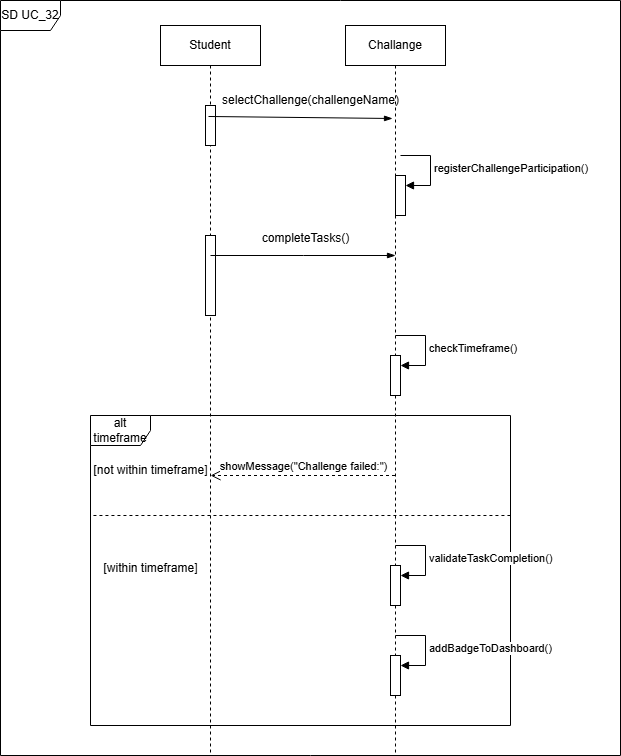 SD UC_32
Student
Challange
selectChallenge(challengeName)
registerChallengeParticipation()
completeTasks()
checkTimeframe()
alt
timeframe
[not within timeframe]
showMessage("Challenge failed:")
[within timeframe]
validateTaskCompletion()
addBadgeToDashboard()